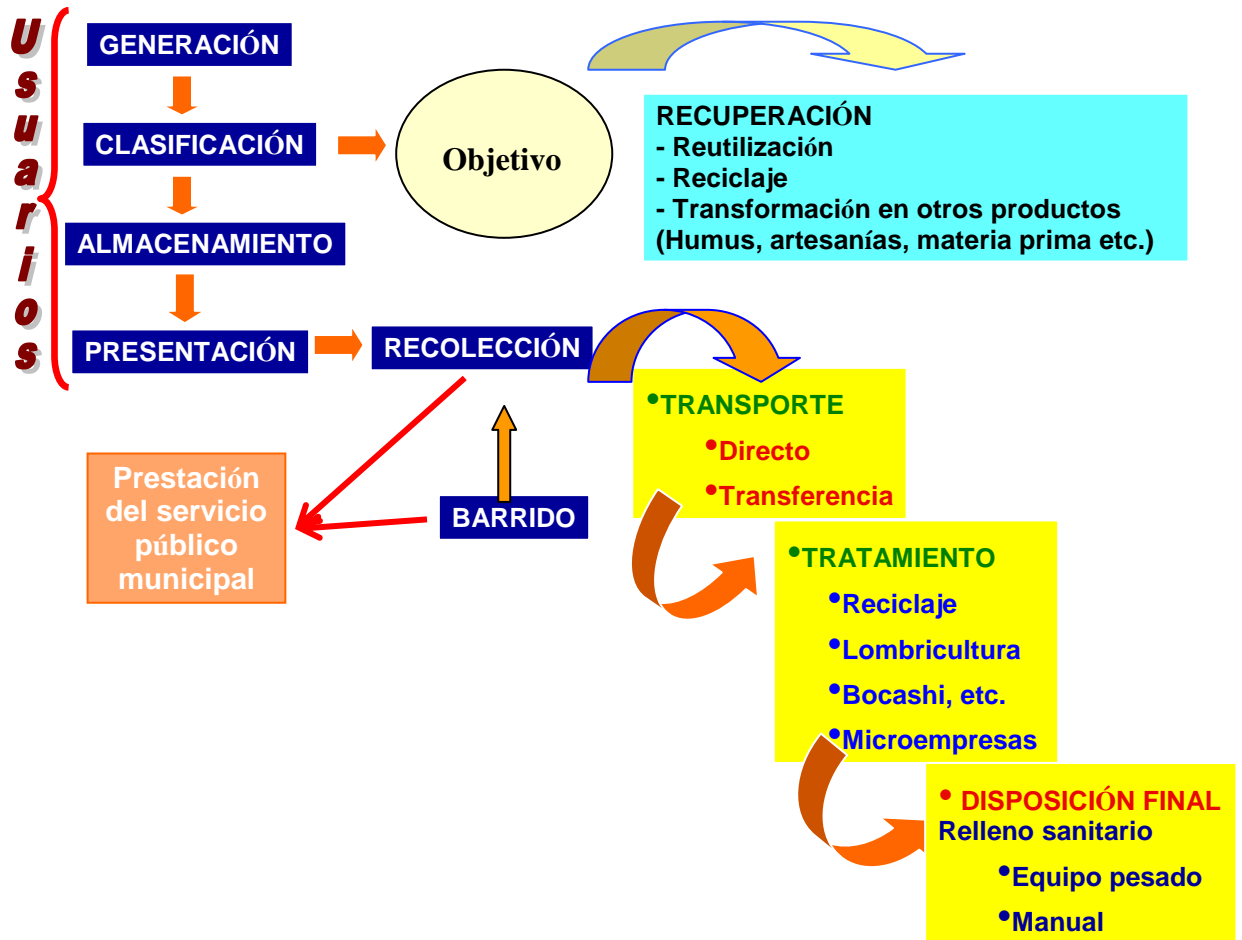 Usuarios
GENERACIÓN
CLASIFICACIÓN
ALMACENAMIENTO
PRESENTACIÓN
Objetivo
RECUPERACIÓN
- Reutilización
- Reciclaje
- Transformación en otros productos
(Humus, artesanías, materia prima etc.)
RECOLECCIÓN
BARRIDO
Prestación
del servicio
público
municipal
•TRANSPORTE
•Directo
•Transferencia
•TRATAMIENTO
•Reciclaje
•Lombricultura
•Bocashi, etc.
•Microempresas
• DISPOSICIÓN FINAL
Relleno sanitario
•Equipo pesado
•Manual